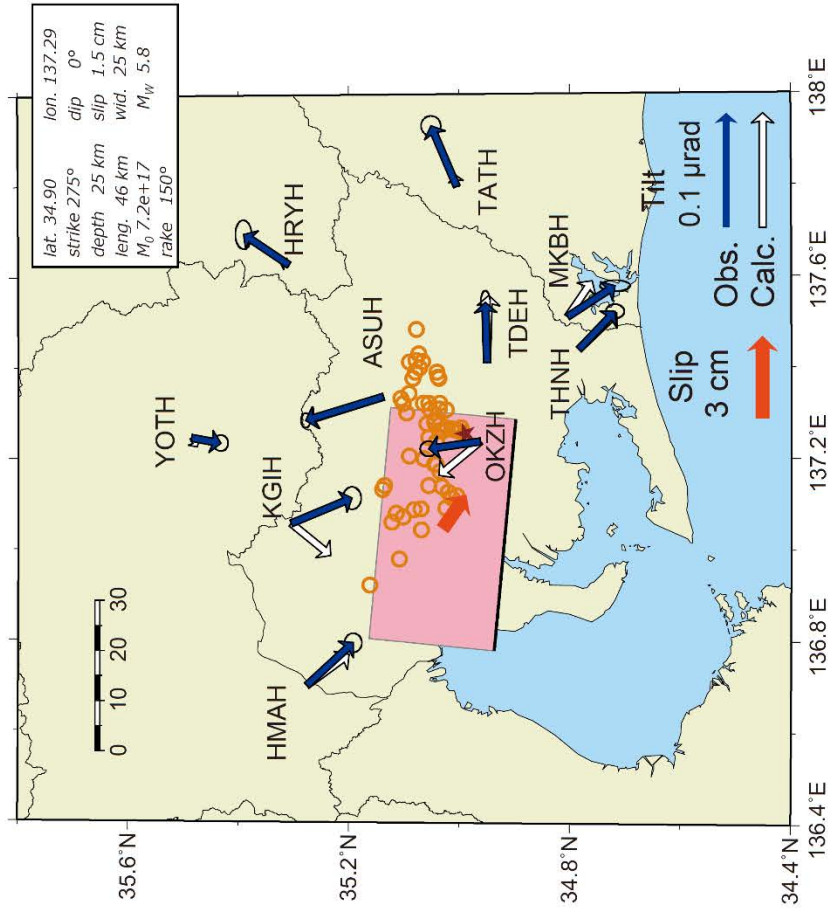 lat. 34.90 lon. 137.29
strike 275° dip 0°
depth 25 km slip 1.5 cm
leng. 46 km wid. 25 km
M0 7.2e+17 MW 5.8
rake 150°
0 10 20 30
YOTH
HRYH
KGIH
HMAH
ASUH
TATH
TDEH
OKZH
MKBH
THNH
Slip
3 cm
Tilt
0.1 μrad
Obs.
Calc.
35.6°N
35.2°N
34.8°N
34.4°N
136.4°E
136.8°E
137.2°E
137.6°E
138°E